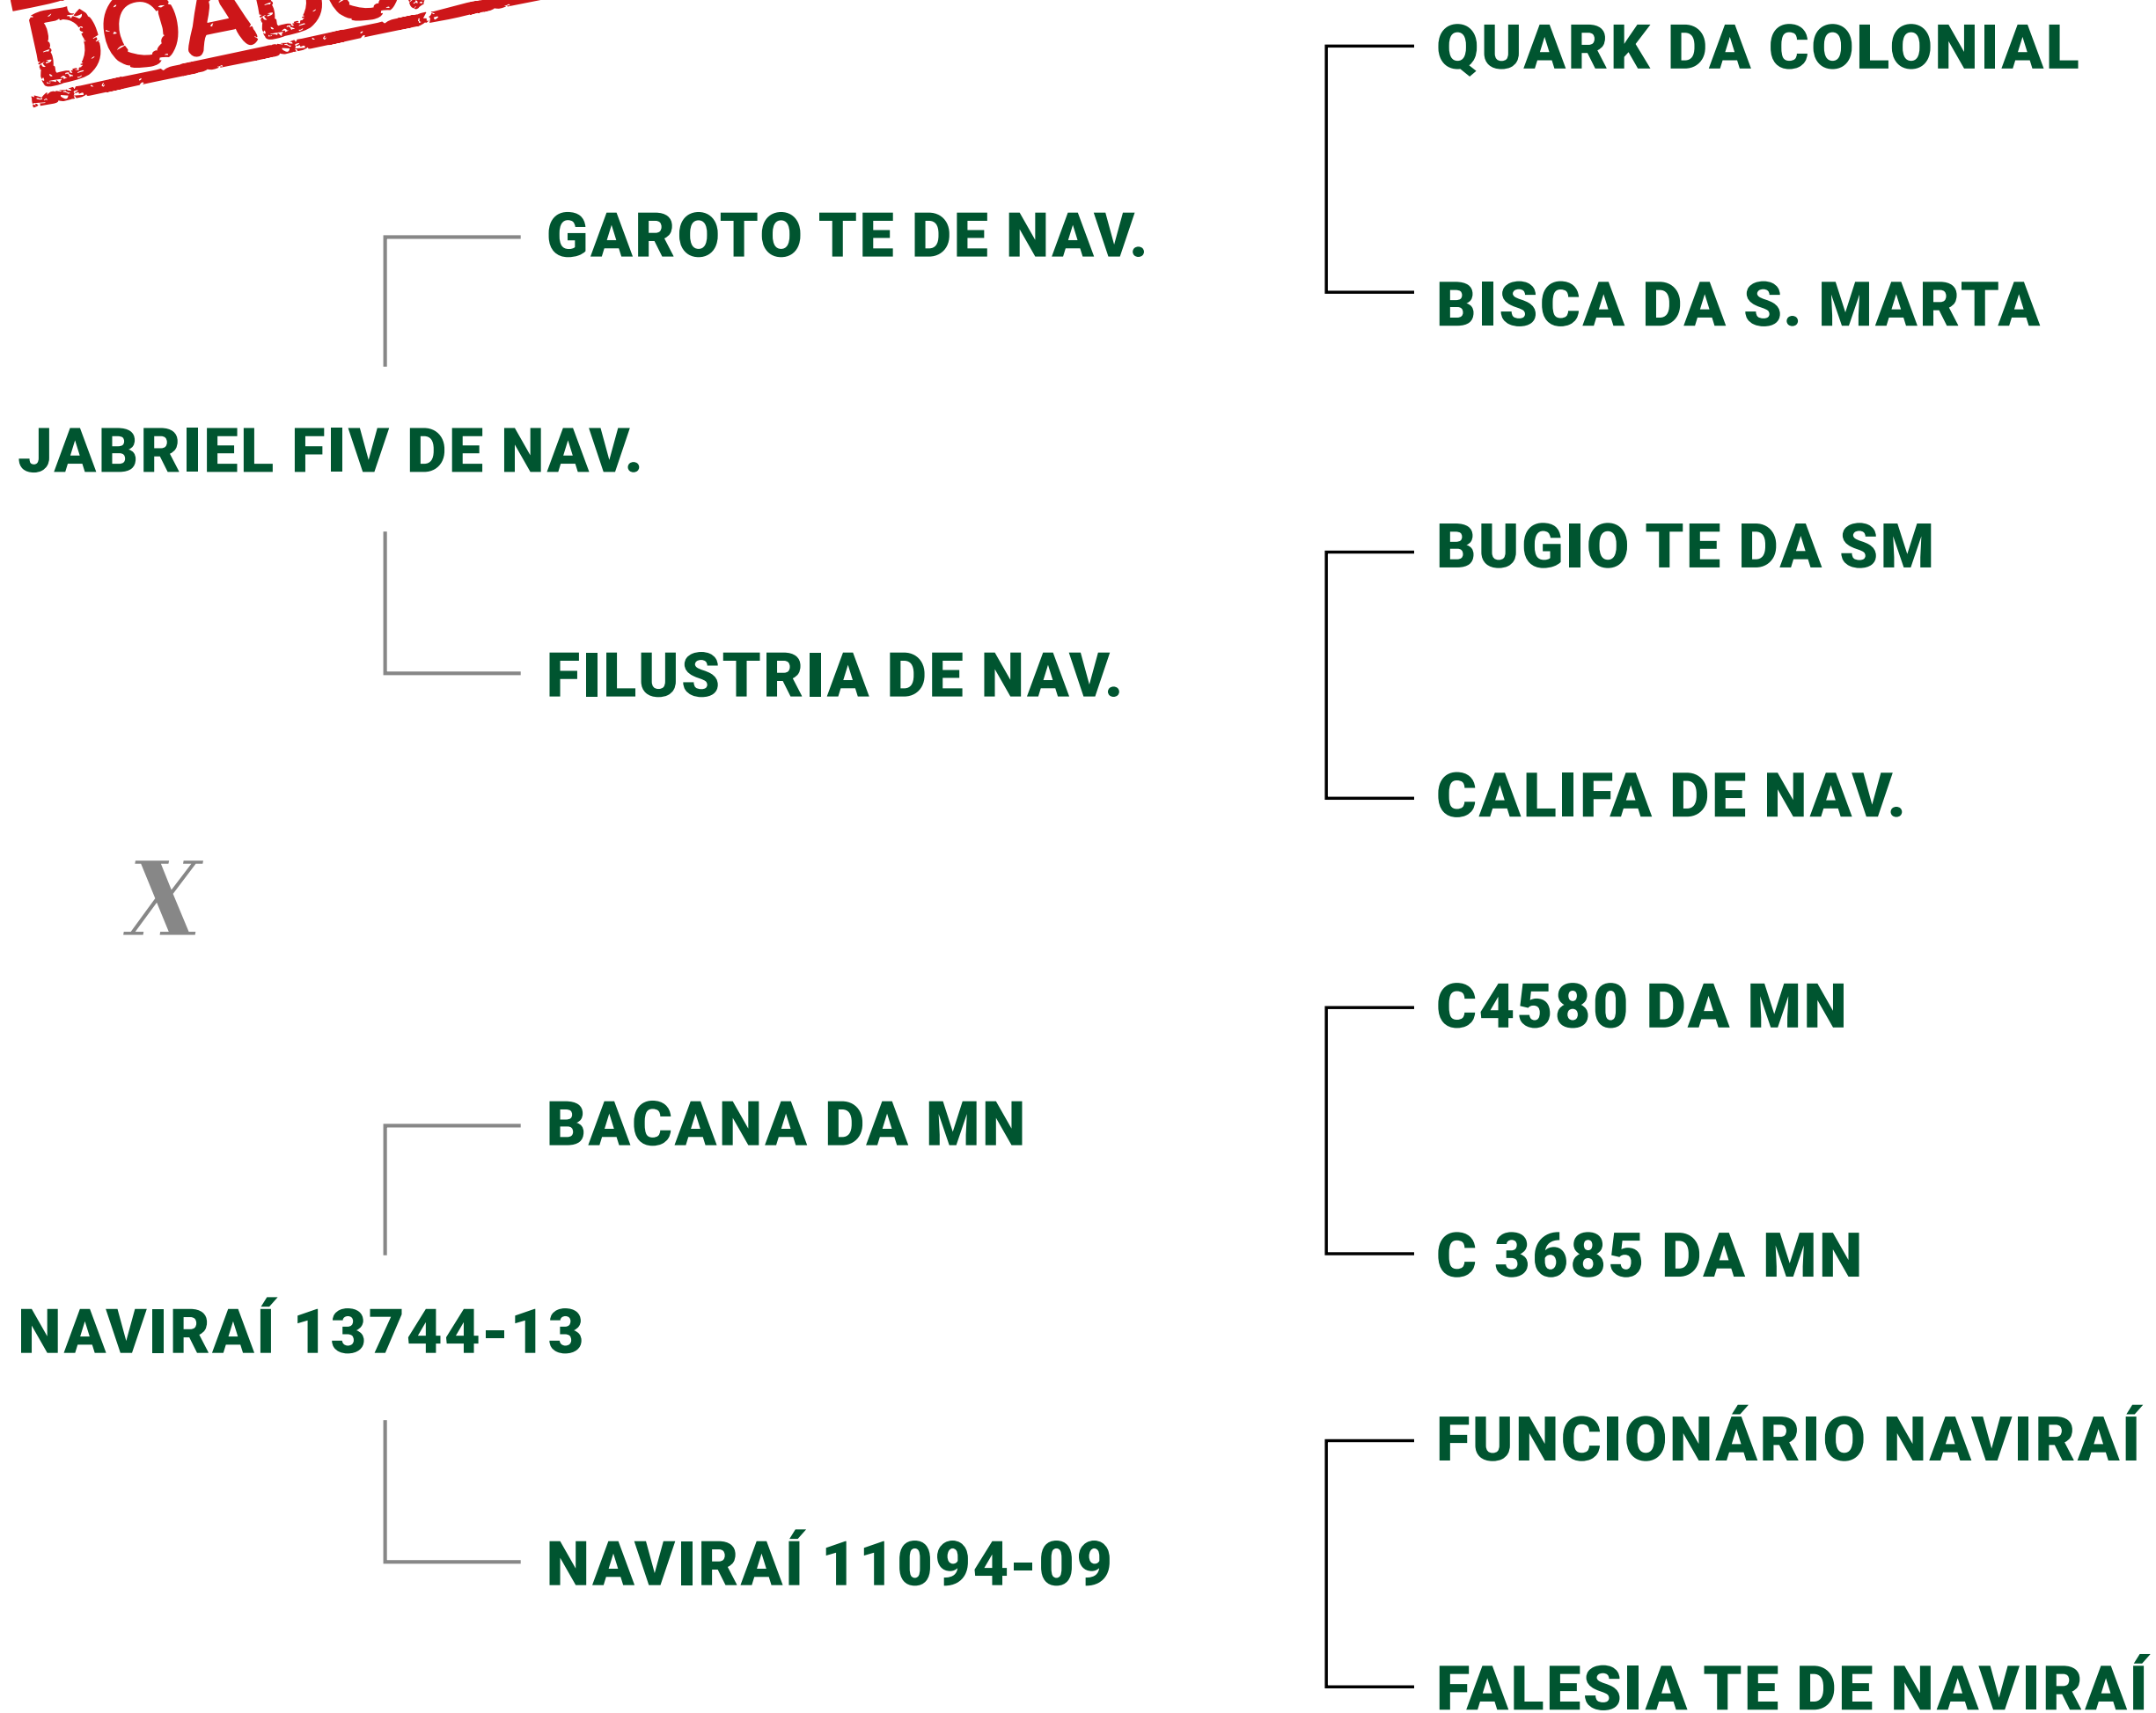 QUARK DA COLONIAL
GAROTO TE DE NAV.
BISCA DA S. MARTA
JABRIEL FIV DE NAV.
BUGIO TE DA SM
FILUSTRIA DE NAV.
CALIFA DE NAV.
X
C4580 DA MN
BACANA DA MN
C 3685 DA MN
NAVIRAÍ 13744-13
FUNCIONÁRIO NAVIRAÍ
NAVIRAÍ 11094-09
FALESIA TE DE NAVIRAÍ